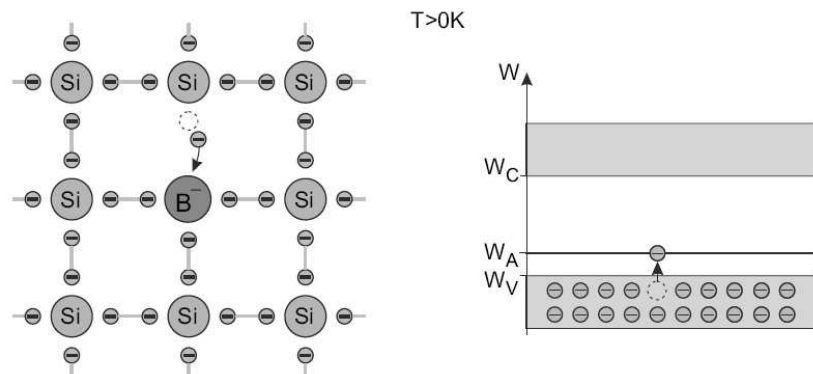 T>0K
Si Si Si
Si B⁻ Si
Si Si Si
W
W_C
W_A
W_V